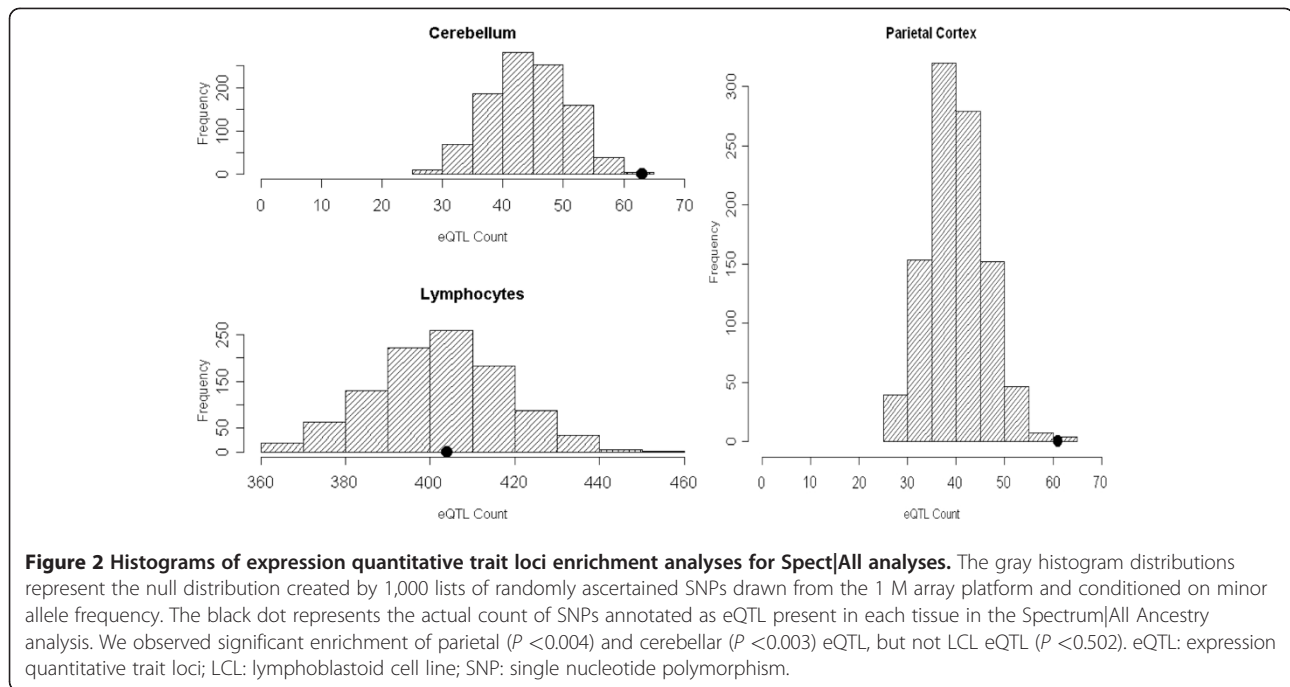 Cerebellum
Frequency
0 100 200
0 10 20 30 40 50 60 70
eQTL Count
Lymphocytes
Frequency
0 50 150 250
360 380 400 420 440 460
eQTL Count
Parietal Cortex
Frequency
0 50 100 150 200 250 300
0 10 20 30 40 50 60 70
eQTL Count
Figure 2 Histograms of expression quantitative trait loci enrichment analyses for Spect|All analyses. The gray histogram distributions
represent the null distribution created by 1,000 lists of randomly ascertained SNPs drawn from the 1 M array platform and conditioned on minor
allele frequency. The black dot represents the actual count of SNPs annotated as eQTL present in each tissue in the Spectrum|All Ancestry
analysis. We observed significant enrichment of parietal (P <0.004) and cerebellar (P <0.003) eQTL, but not LCL eQTL (P <0.502). eQTL: expression
quantitative trait loci; LCL: lymphoblastoid cell line; SNP: single nucleotide polymorphism.